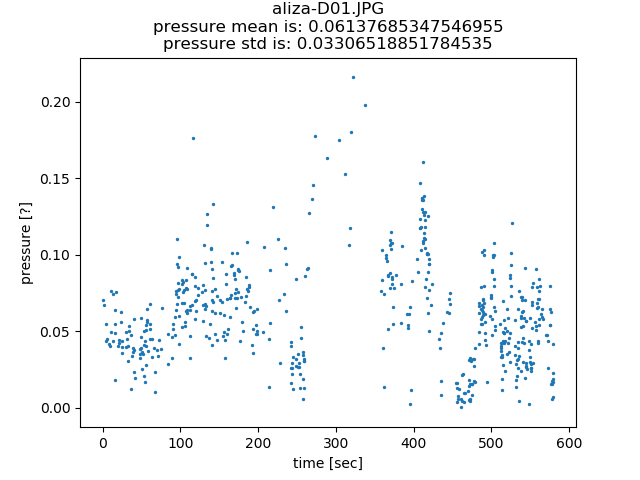 aliza-D01.JPG
pressure mean is: 0.06137685347546955
pressure std is: 0.03306518851784535
0.20
0.15
0.10
0.05
0.00
pressure [?]
0 100 200 300 400 500 600
time [sec]